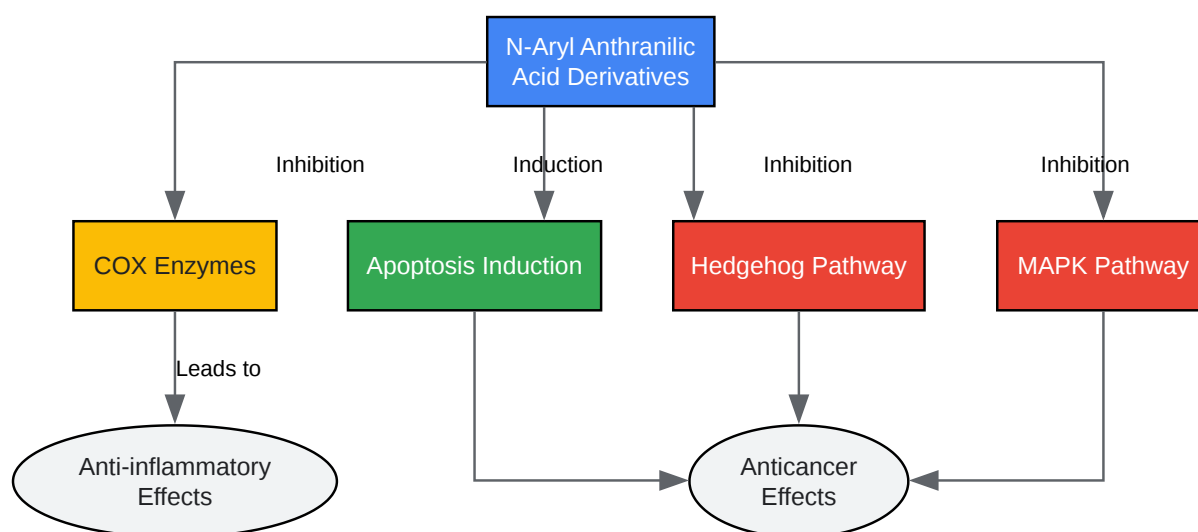 N-Aryl Anthranilic
Acid Derivatives
Inhibition
Induction
Inhibition
Inhibition
COX Enzymes
Apoptosis Induction
Hedgehog Pathway
MAPK Pathway
Leads to
Anti-inflammatory
Effects
Anticancer
Effects